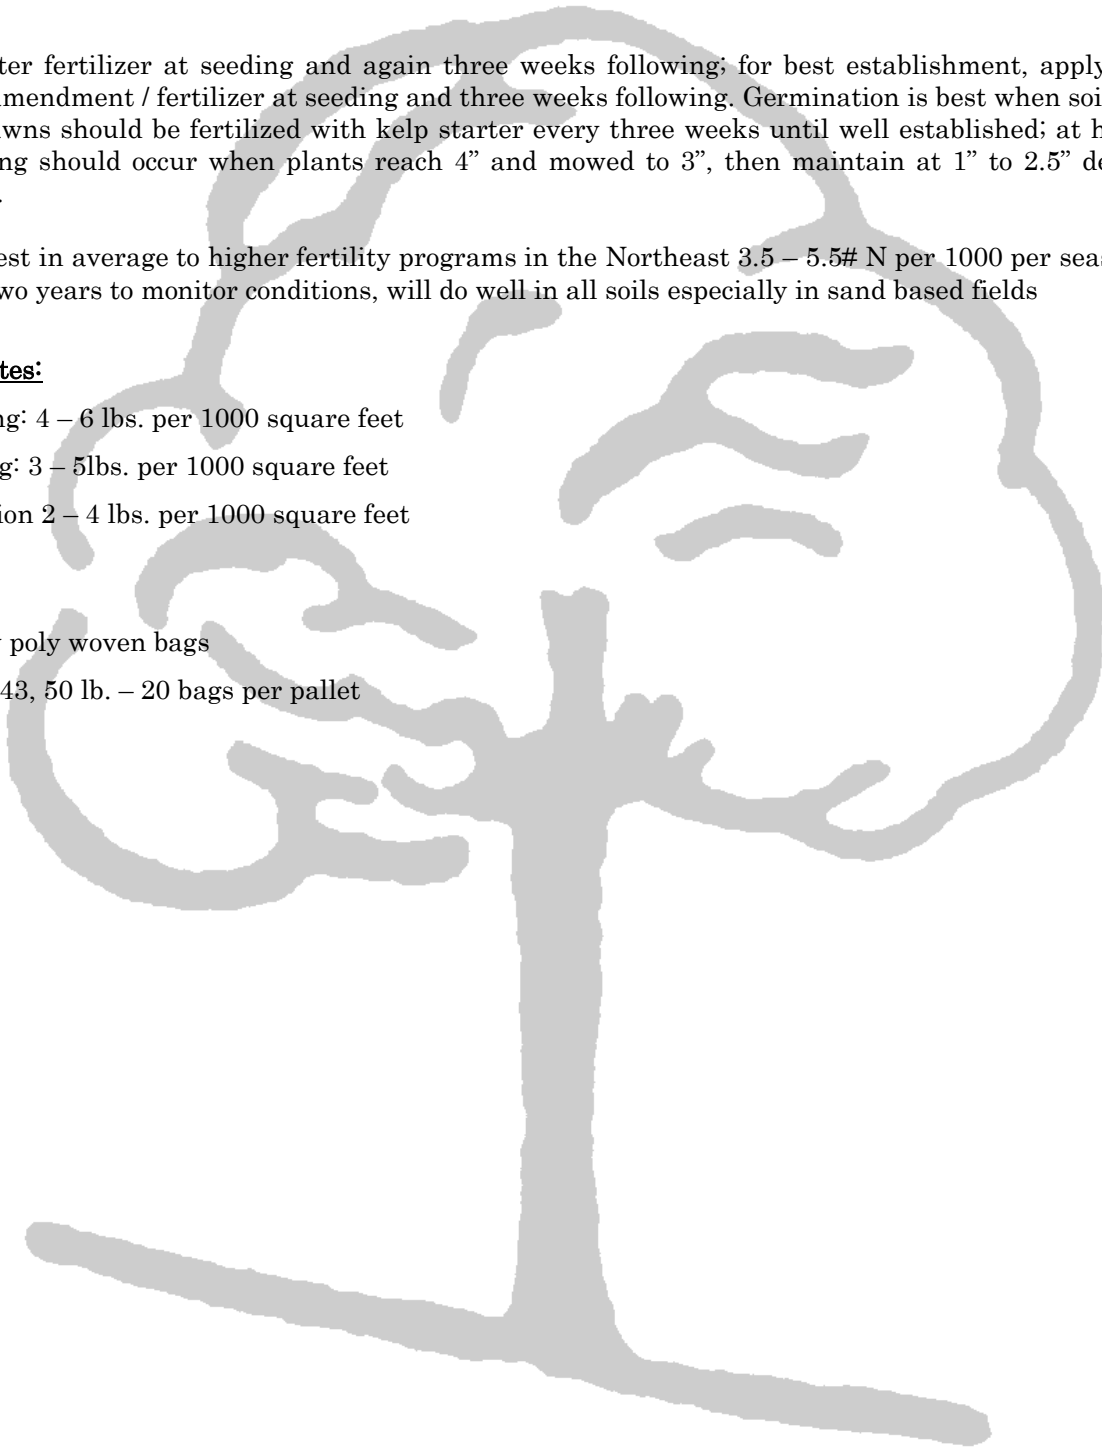 ter fertilizer at seeding and again three weeks following; for best establishment, apply
mendment / fertilizer at seeding and three weeks following. Germination is best when soi
wns should be fertilized with kelp starter every three weeks until well established; at h
ng should occur when plants reach 4” and mowed to 3”, then maintain at 1” to 2.5” de
.
est in average to higher fertility programs in the Northeast 3.5 – 5.5# N per 1000 per seas
wo years to monitor conditions, will do well in all soils especially in sand based fields
tes:
ng: 4 – 6 lbs. per 1000 square feet
g: 3 – 5lbs. per 1000 square feet
ion 2 – 4 lbs. per 1000 square feet
poly woven bags
43, 50 lb. – 20 bags per pallet